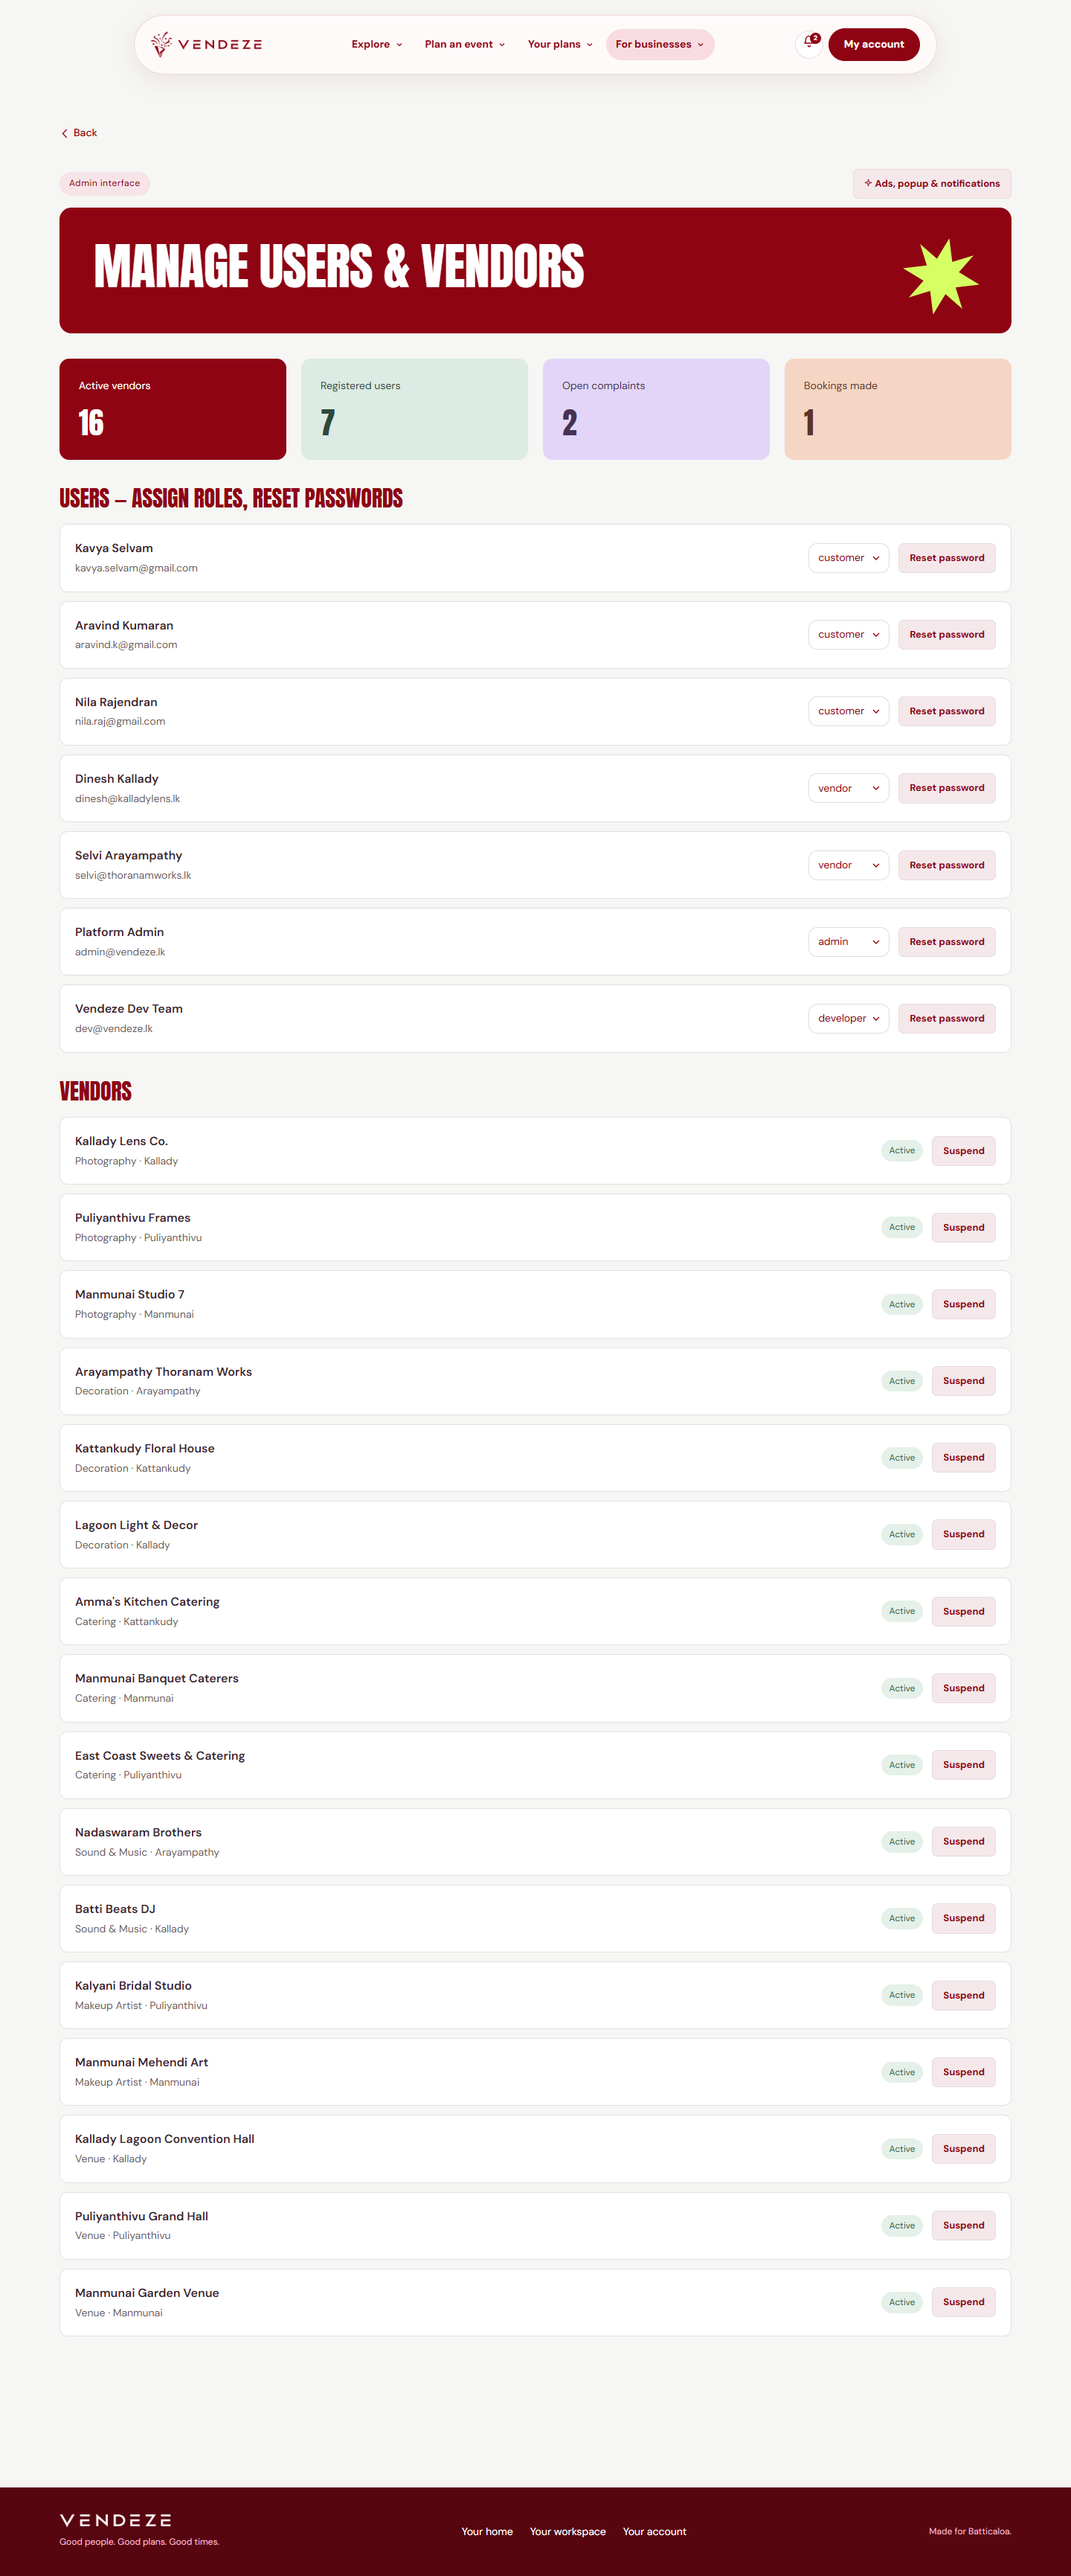 VENDEZE
Explore
Plan an event
Your plans
For businesses
2
My account
Back
Admin interface
Ads, popup & notifications
MANAGE USERS & VENDORS
Active vendors
16
Registered users
7
Open complaints
2
Bookings made
1
USERS – ASSIGN ROLES, RESET PASSWORDS
Kavya Selvam
kavya.selvam@gmail.com
customer
Reset password
Aravind Kumaran
aravind.k@gmail.com
customer
Reset password
Nila Rajendran
nila.raj@gmail.com
customer
Reset password
Dinesh Kallady
dinesh@kalladylens.lk
vendor
Reset password
Selvi Arayampathy
selvi@thoranamworks.lk
vendor
Reset password
Platform Admin
admin@vendeze.lk
admin
Reset password
Vendeze Dev Team
dev@vendeze.lk
developer
Reset password
VENDORS
Kallady Lens Co.
Photography · Kallady
Active
Suspend
Puliyanthivu Frames
Photography · Puliyanthivu
Active
Suspend
Manmunai Studio 7
Photography · Manmunai
Active
Suspend
Arayampathy Thoranam Works
Decoration · Arayampathy
Active
Suspend
Kattankudy Floral House
Decoration · Kattankudy
Active
Suspend
Lagoon Light & Decor
Decoration · Kallady
Active
Suspend
Amma's Kitchen Catering
Catering · Kattankudy
Active
Suspend
Manmunai Banquet Caterers
Catering · Manmunai
Active
Suspend
East Coast Sweets & Catering
Catering · Puliyanthivu
Active
Suspend
Nadaswaram Brothers
Sound & Music · Arayampathy
Active
Suspend
Batti Beats DJ
Sound & Music · Kallady
Active
Suspend
Kalyani Bridal Studio
Makeup Artist · Puliyanthivu
Active
Suspend
Manmunai Mehendi Art
Makeup Artist · Manmunai
Active
Suspend
Kallady Lagoon Convention Hall
Venue · Kallady
Active
Suspend
Puliyanthivu Grand Hall
Venue · Puliyanthivu
Active
Suspend
Manmunai Garden Venue
Venue · Manmunai
Active
Suspend
VENDEZE
Good people. Good plans. Good times.
Your home
Your workspace
Your account
Made for Batticaloa.